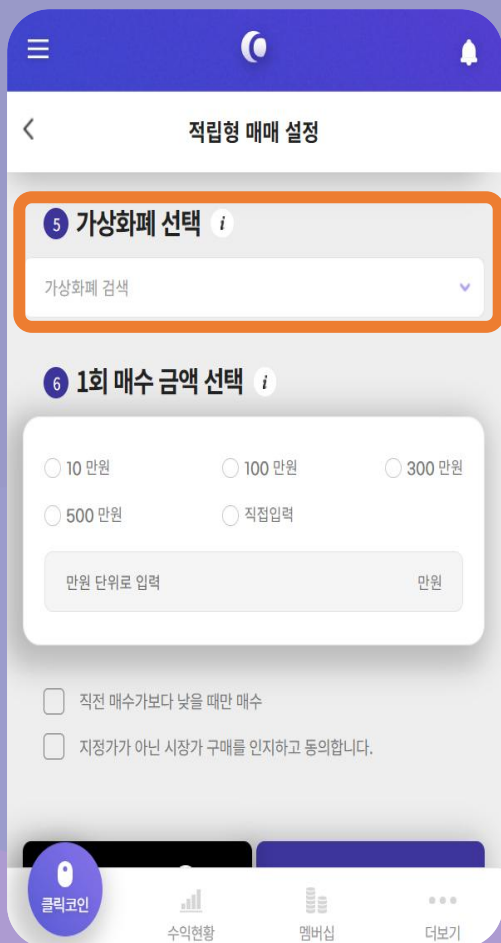 적립형 매매 설정
5 가상화폐 선택 i
가상화폐 검색
6 1회 매수 금액 선택 i
10 만원 100 만원 300 만원
500 만원 직접입력
만원 단위로 입력 만원
직전 매수가보다 낮을 때만 매수
지정가가 아닌 시장가 구매를 인지하고 동의합니다.
클릭코인
수익현황 멤버십 더보기